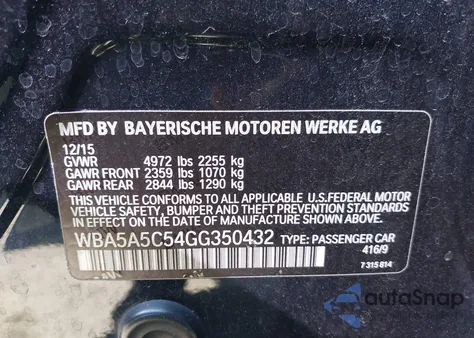 MFD BY BAYERISCHE MOTOREN WERKE AG
12/15
GVWR 4972 lbs 2255 kg
GAWR FRONT 2359 lbs 1070 kg
GAWR REAR 2844 lbs 1290 kg
THIS VEHICLE CONFORMS TO ALL APPLICABLE
U.S.FEDERAL MOTOR
VEHICLE SAFETY, BUMPER AND THEFT PREVENTION STANDARDS
IN EFFECT ON THE DATE OF MANUFACTURE SHOWN ABOVE.
WBA5A5C54GG350432 TYPE: PASSENGER CAR
416/9
7 315 814
autoSnap